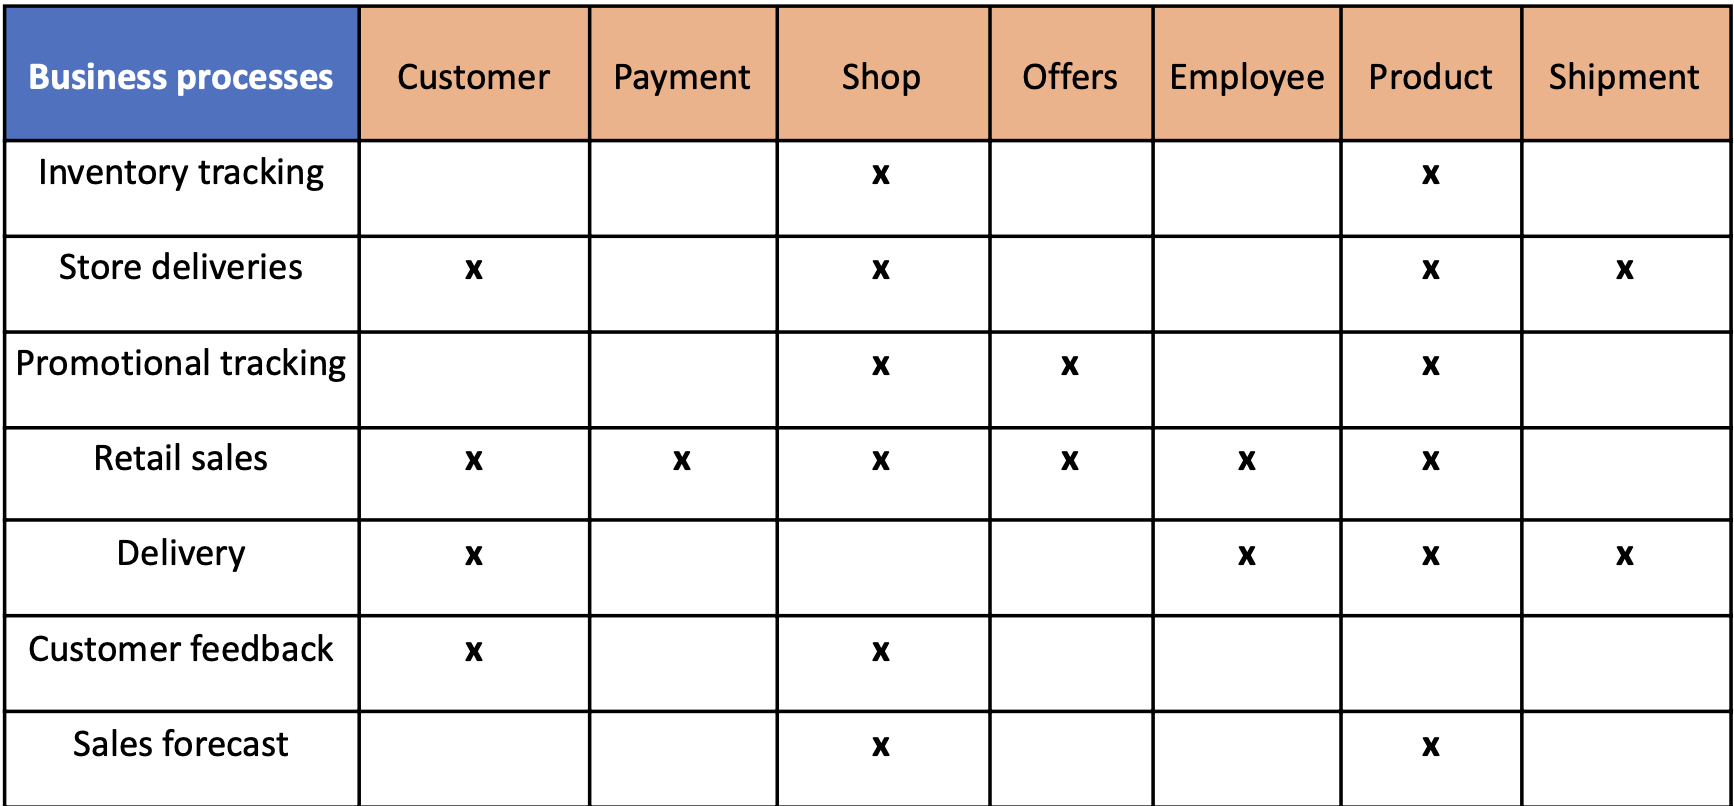 Business processes Customer Payment Shop Offers Employee Product Shipment
Inventory tracking x x
Store deliveries x x x x
Promotional tracking x x x
Retail sales x x x x x x
Delivery x x x x
Customer feedback x x
Sales forecast x x